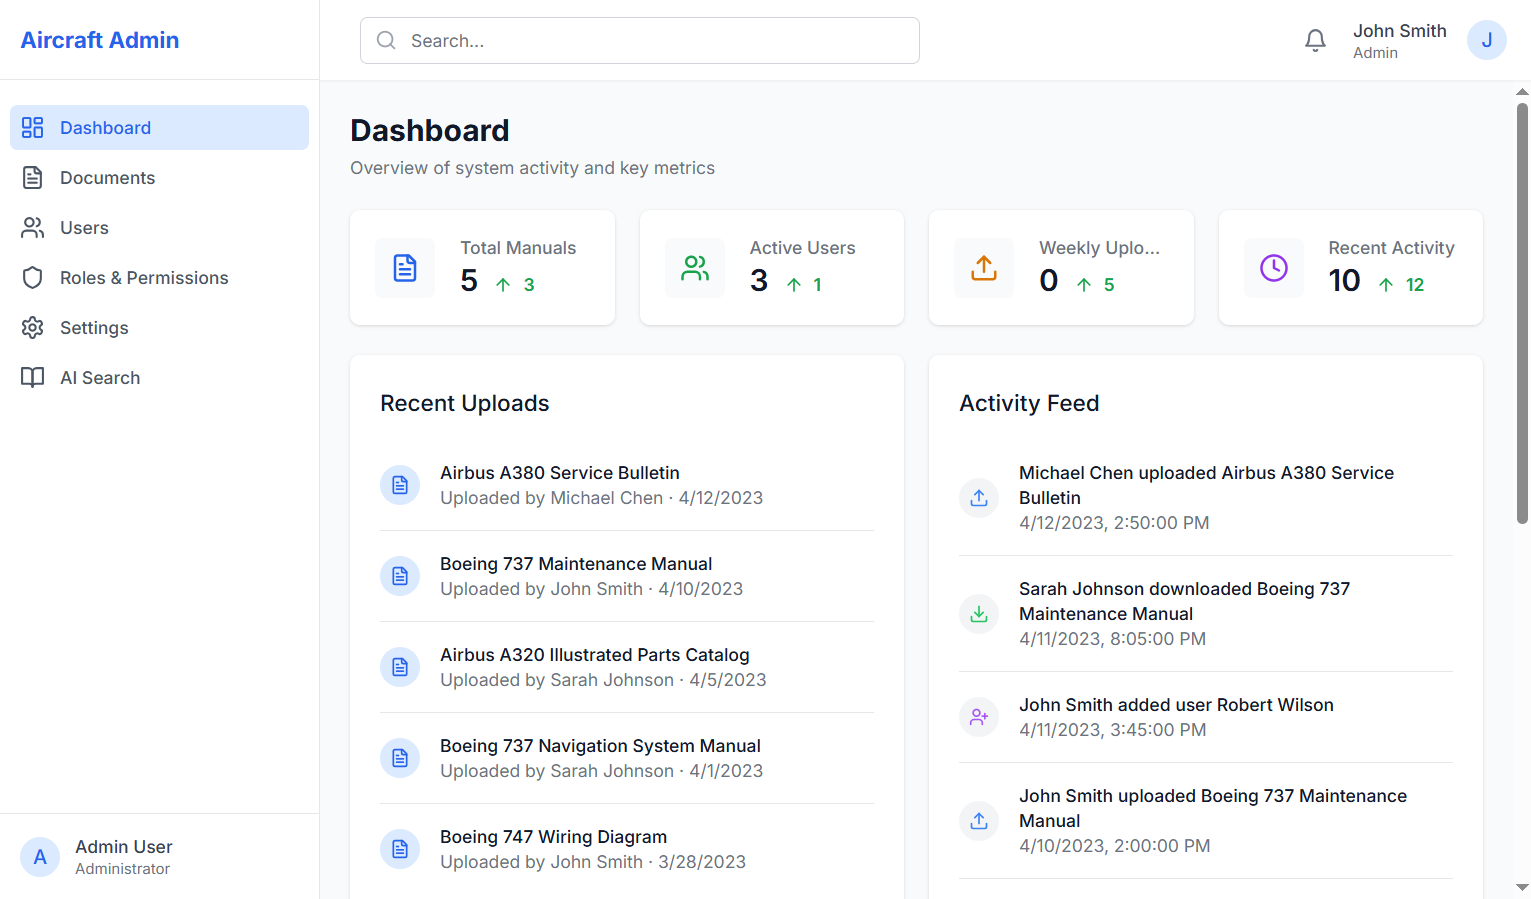 Aircraft Admin
Search...
John Smith
Admin
J
Dashboard
Documents
Users
Roles & Permissions
Settings
AI Search
A
Admin User
Administrator
Dashboard
Overview of system activity and key metrics
Total Manuals
5 3
Active Users
3 1
Weekly Uplo...
0 5
Recent Activity
10 12
Recent Uploads
Airbus A380 Service Bulletin
Uploaded by Michael Chen · 4/12/2023
Boeing 737 Maintenance Manual
Uploaded by John Smith · 4/10/2023
Airbus A320 Illustrated Parts Catalog
Uploaded by Sarah Johnson · 4/5/2023
Boeing 737 Navigation System Manual
Uploaded by Sarah Johnson · 4/1/2023
Boeing 747 Wiring Diagram
Uploaded by John Smith · 3/28/2023
Activity Feed
Michael Chen uploaded Airbus A380 Service
Bulletin
4/12/2023, 2:50:00 PM
Sarah Johnson downloaded Boeing 737
Maintenance Manual
4/11/2023, 8:05:00 PM
John Smith added user Robert Wilson
4/11/2023, 3:45:00 PM
John Smith uploaded Boeing 737 Maintenance
Manual
4/10/2023, 2:00:00 PM